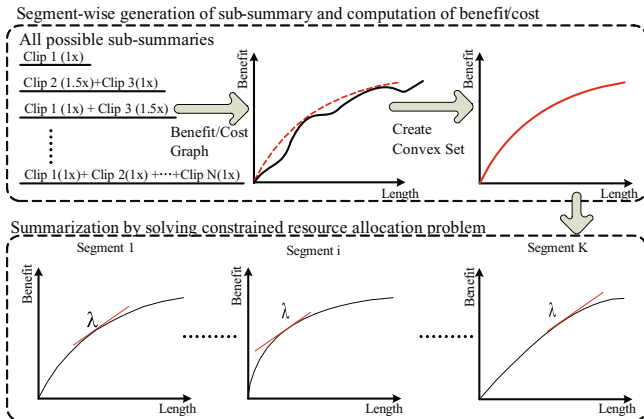 Segment-wise generation of sub-summary and computation of benefit/cost
All possible sub-summaries
Clip 1 (1x)
Clip 2 (1.5x)+Clip 3(1x)
Clip 1 (1x) + Clip 3 (1.5x)
Clip 1(1x)+ Clip 2(1x) +···+Clip N(1x)
Benefit/Cost
Graph
Benefit
Length
Create
Convex Set
Benefit
Length
Summarization by solving constrained resource allocation problem
Segment 1
Benefit
λ
Length
Segment i
Benefit
λ
Length
Segment K
Benefit
λ
Length